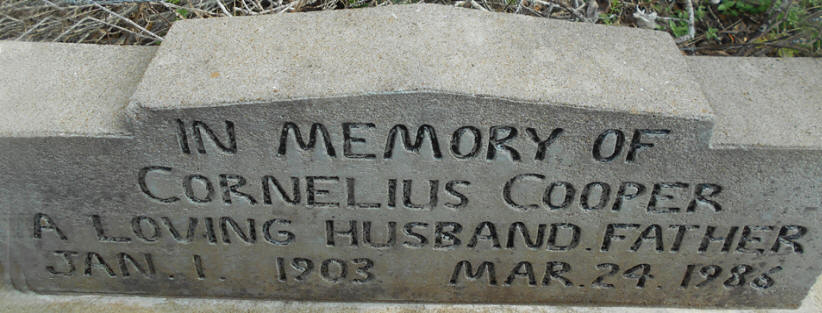 IN MEMORY OF
CORNELIUS COOPER
A LOVING HUSBAND. FATHER
JAN. 1. 1903 MAR. 24. 1986